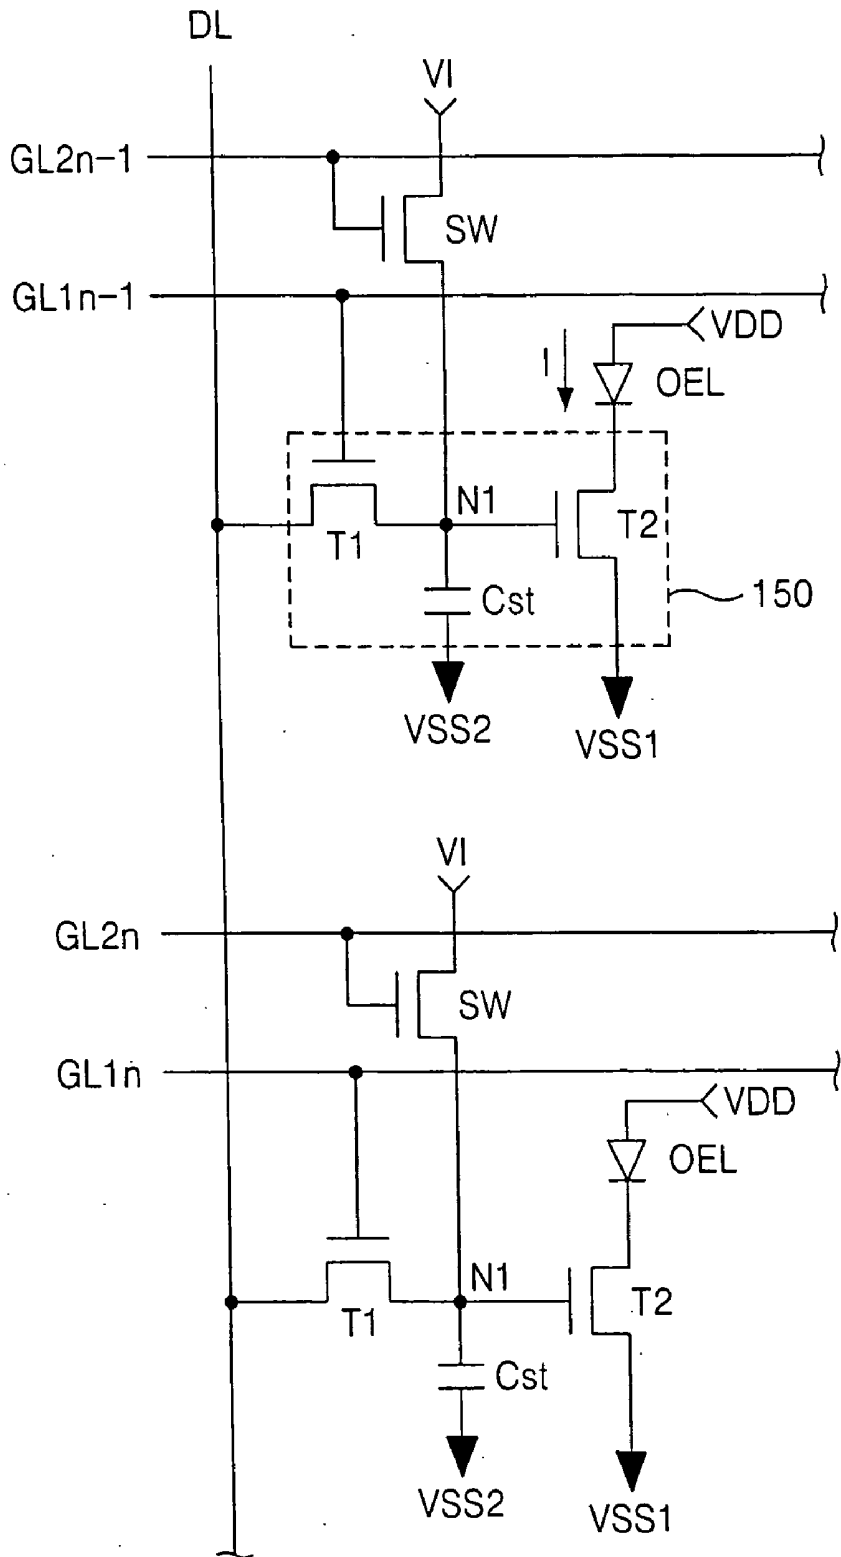 DL
VI
GL2n-1
SW
GL1n-1
VDD
I
OEL
N1
T1
T2
Cst
150
VSS2
VSS1
VI
GL2n
SW
GL1n
VDD
OEL
N1
T1
T2
Cst
VSS2
VSS1